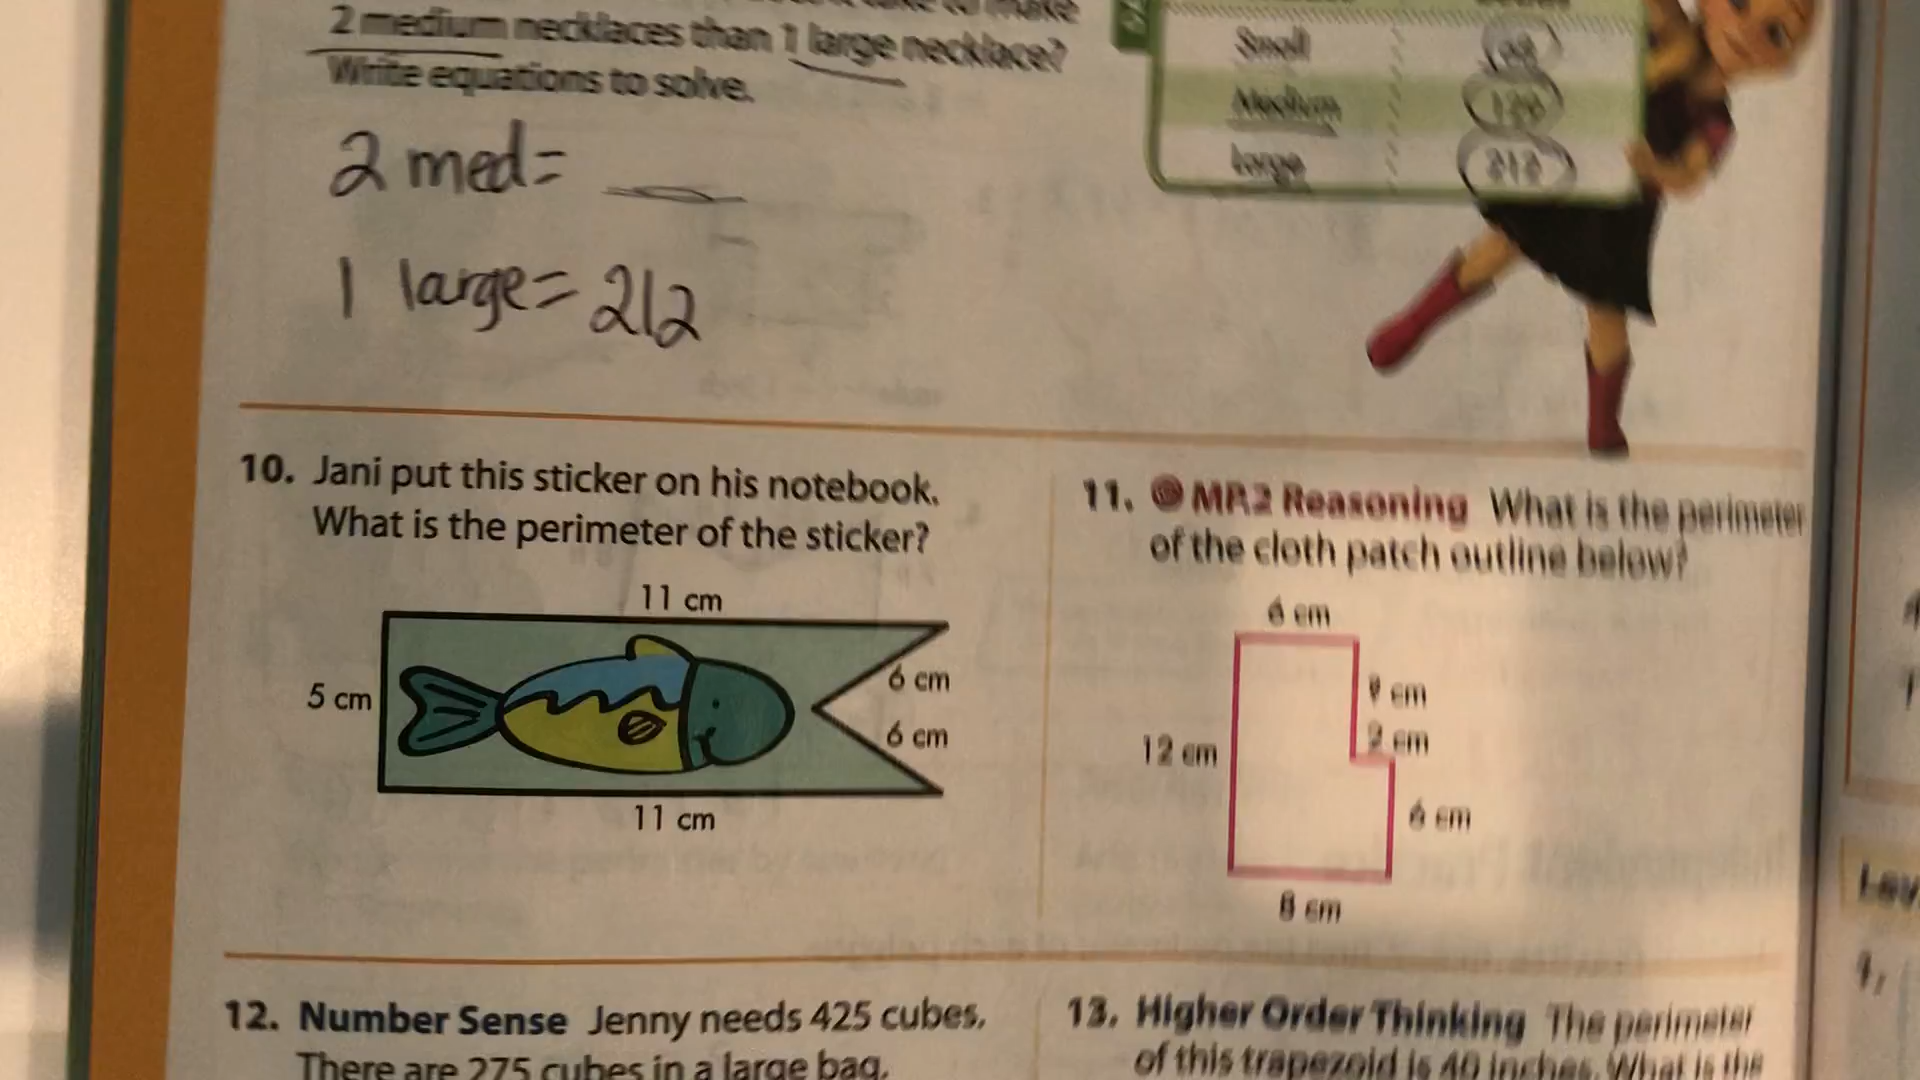 2 medium necklaces than 1 large necklace?
Write equations to solve.
Small
Medium
Large
212
2 med=
1 large= 212
10. Jani put this sticker on his notebook.
What is the perimeter of the sticker?
11 cm
5 cm
6 cm
6 cm
11 cm
11. MP.2 Reasoning What is the perimeter
of the cloth patch outline below?
6 cm
2 cm
12 cm
6 cm
8 cm
12. Number Sense Jenny needs 425 cubes.
There are 275 cubes in a large bag.
13. Higher Order Thinking The perimeter
of this trapezoid is 40 inches. What is the